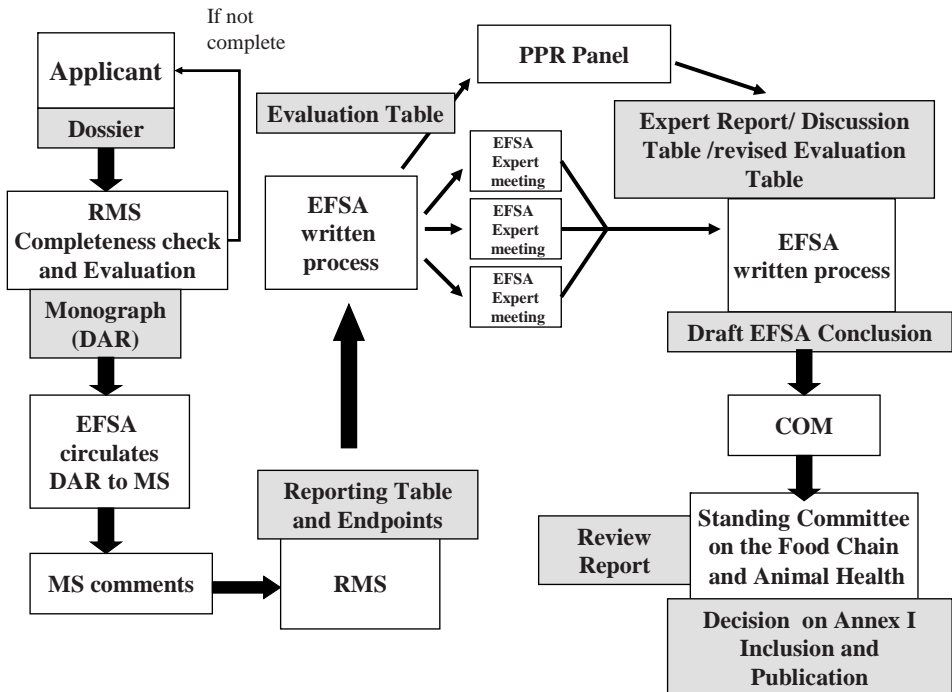 If not
complete
Applicant
Dossier
RMS
Completeness check
and Evaluation
Monograph
(DAR)
EFSA
circulates
DAR to MS
MS comments
Reporting Table
and Endpoints
RMS
Evaluation Table
EFSA
written
process
PPR Panel
EFSA
Expert
meeting
EFSA
Expert
meeting
EFSA
Expert
meeting
Expert Report/ Discussion
Table /revised Evaluation
Table
EFSA
written process
Draft EFSA Conclusion
COM
Review
Report
Standing Committee
on the Food Chain
and Animal Health
Decision on Annex I
Inclusion and
Publication